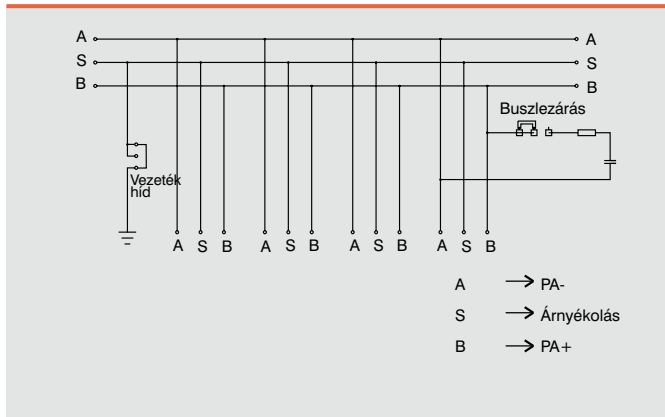 A A
S S
B B
Buszlezárás
Vezeték
híd
A S B A S B A S B A S B
A → PA-
S → Árnyékolás
B → PA+